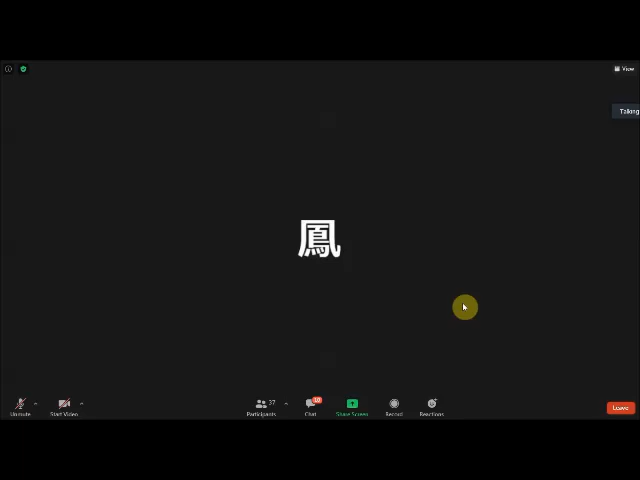 View
Talking
鳳
Unmute
Start Video
37
Participants
Chat
Share Screen
Record
Reactions
Leave